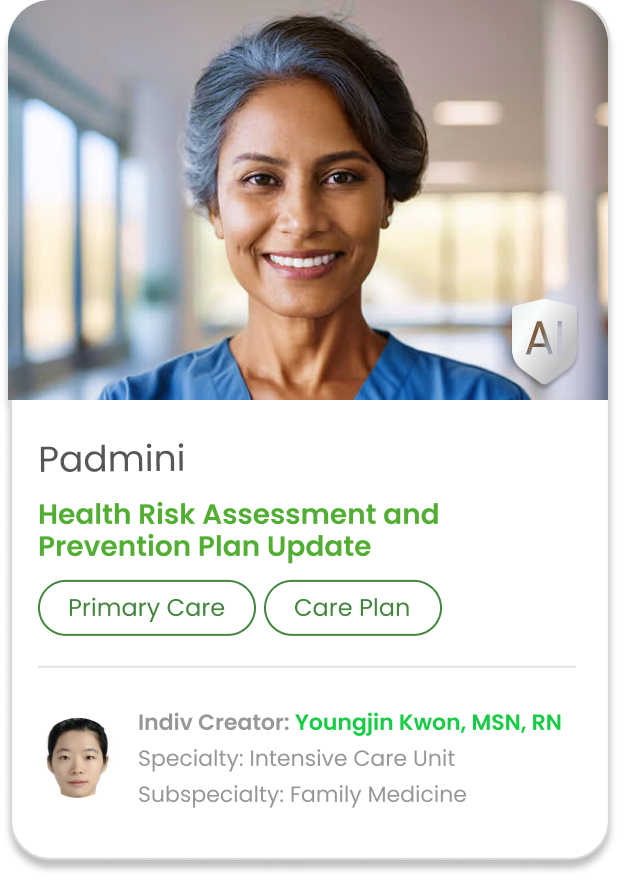 AI
Padmini
Health Risk Assessment and
Prevention Plan Update
Primary Care
Care Plan
Indiv Creator: Youngjin Kwon, MSN, RN
Specialty: Intensive Care Unit
Subspecialty: Family Medicine